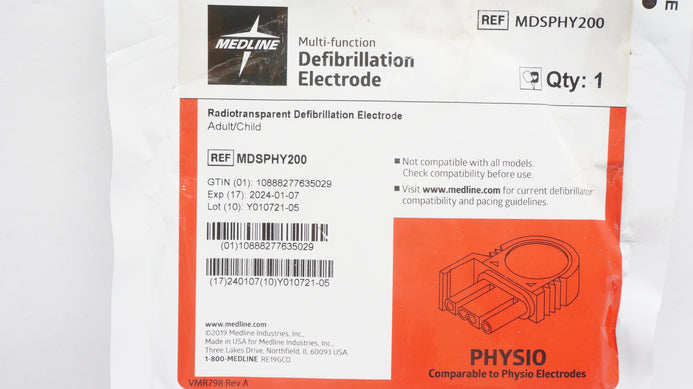 MEDLINE
Multi-function
Defibrillation
Electrode
REF MDSPHY200
Qty: 1
Radiotransparent Defibrillation Electrode
Adult/Child
REF MDSPHY200
GTIN (01): 10888277635029
Exp (17): 2024-01-07
Lot (10): Y010721-05
(01)10888277635029
(17)240107(10)Y010721-05
www.medline.com
©2019 Medline Industries, Inc.,
Made in USA for Medline Industries, Inc.,
Three Lakes Drive, Northfield, IL 60093 USA.
1-800-MEDLINE RE19GCO
VMR798 Rev A
■ Not compatible with all models.
Check compatibility before use.
■ Visit www.medline.com for current defibrillator
compatibility and pacing guidelines.
PHYSIO
Comparable to Physio Electrodes
E